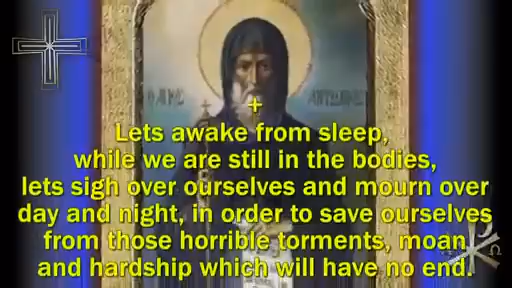 +
Lets awake from sleep,
while we are still in the bodies,
lets sigh over ourselves and mourn over
day and night, in order to save ourselves
from those horrible torments, moan
and hardship which will have no end.